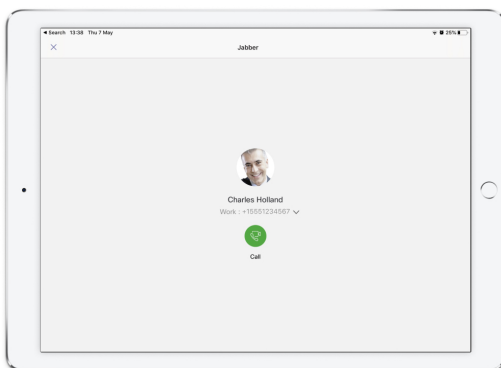 Search 13:38 Thu 7 May
25%
Jabber
Charles Holland
Work : +15551234567
Call